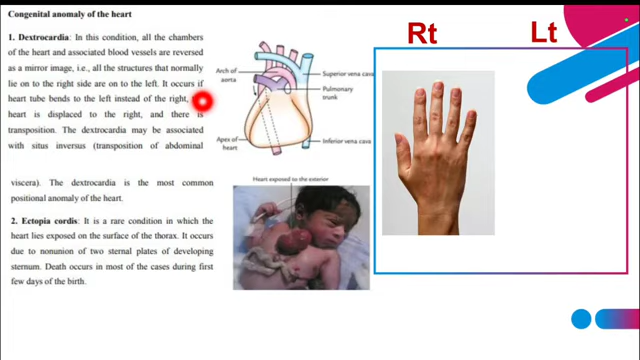 Congenital anomaly of the heart
Rt
Lt
1. Dextrocardia: In this condition, all the chambers
of the heart and associated blood vessels are reversed
as a mirror image, i.e., all the structures that normally
lie on to the right side are on to the left. It occurs if
heart tube bends to the left instead of the right,
heart is displaced to the right, and there is
transposition. The dextrocardia may be associated
with situs inversus (transposition of abdominal
viscera). The dextrocardia is the most common
positional anomaly of the heart.
2. Ectopia cordis: It is a rare condition in which the
heart lies exposed on the surface of the thorax. It occurs
due to nonunion of two sternal plates of developing
sternum. Death occurs in most of the cases during first
few days of the birth.
Arch of
aorta
Superior vena cava
Pulmonary
trunk
Apex of
heart
Inferior vena cava
Heart exposed to the exterior